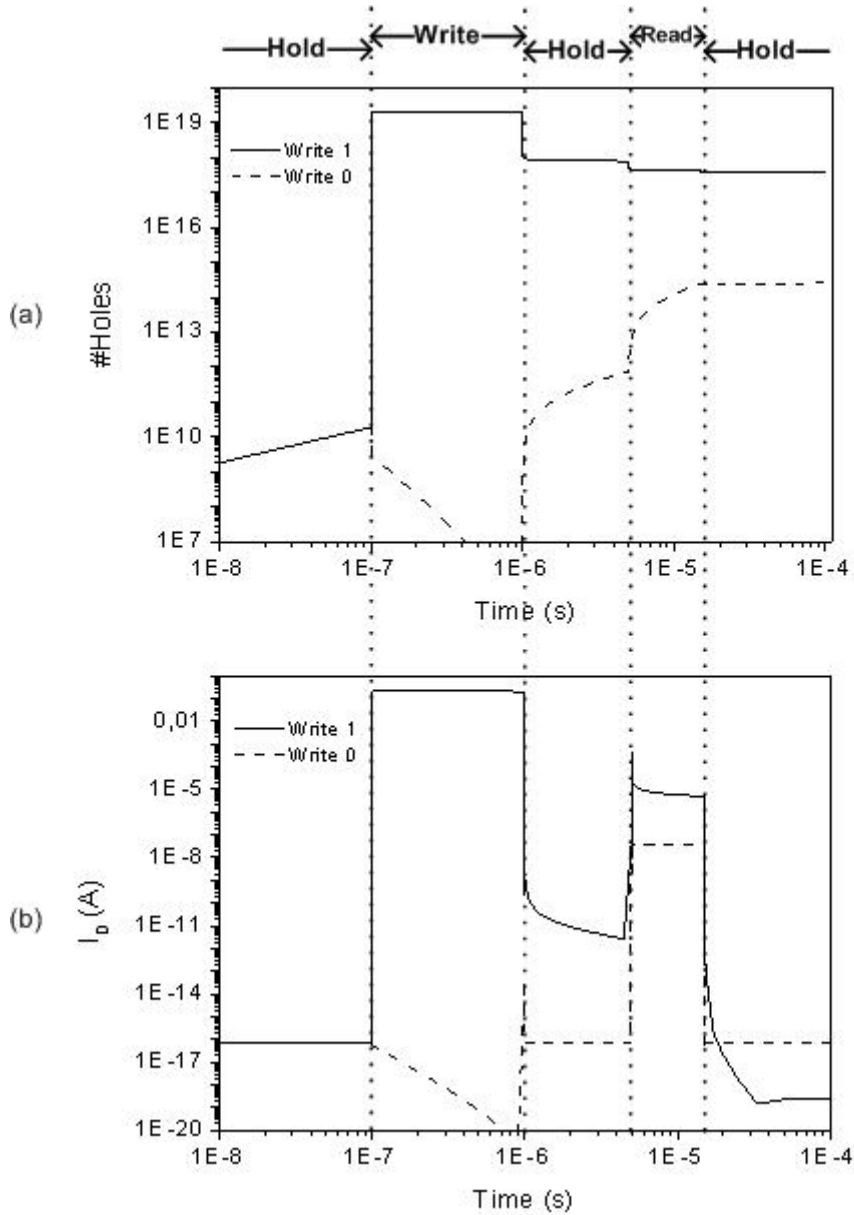 Hold Write Hold Read Hold
1E19
Write 1
Write 0
1E16
(a)
#Holes
1E13
1E10
1E7
1E-8 1E-7 1E-6 1E-5 1E-4
Time (s)
0,01
Write 1
Write 0
1E-5
1E-8
(b)
I_D (A)
1E-11
1E-14
1E-17
1E-20
1E-8 1E-7 1E-6 1E-5 1E-4
Time (s)